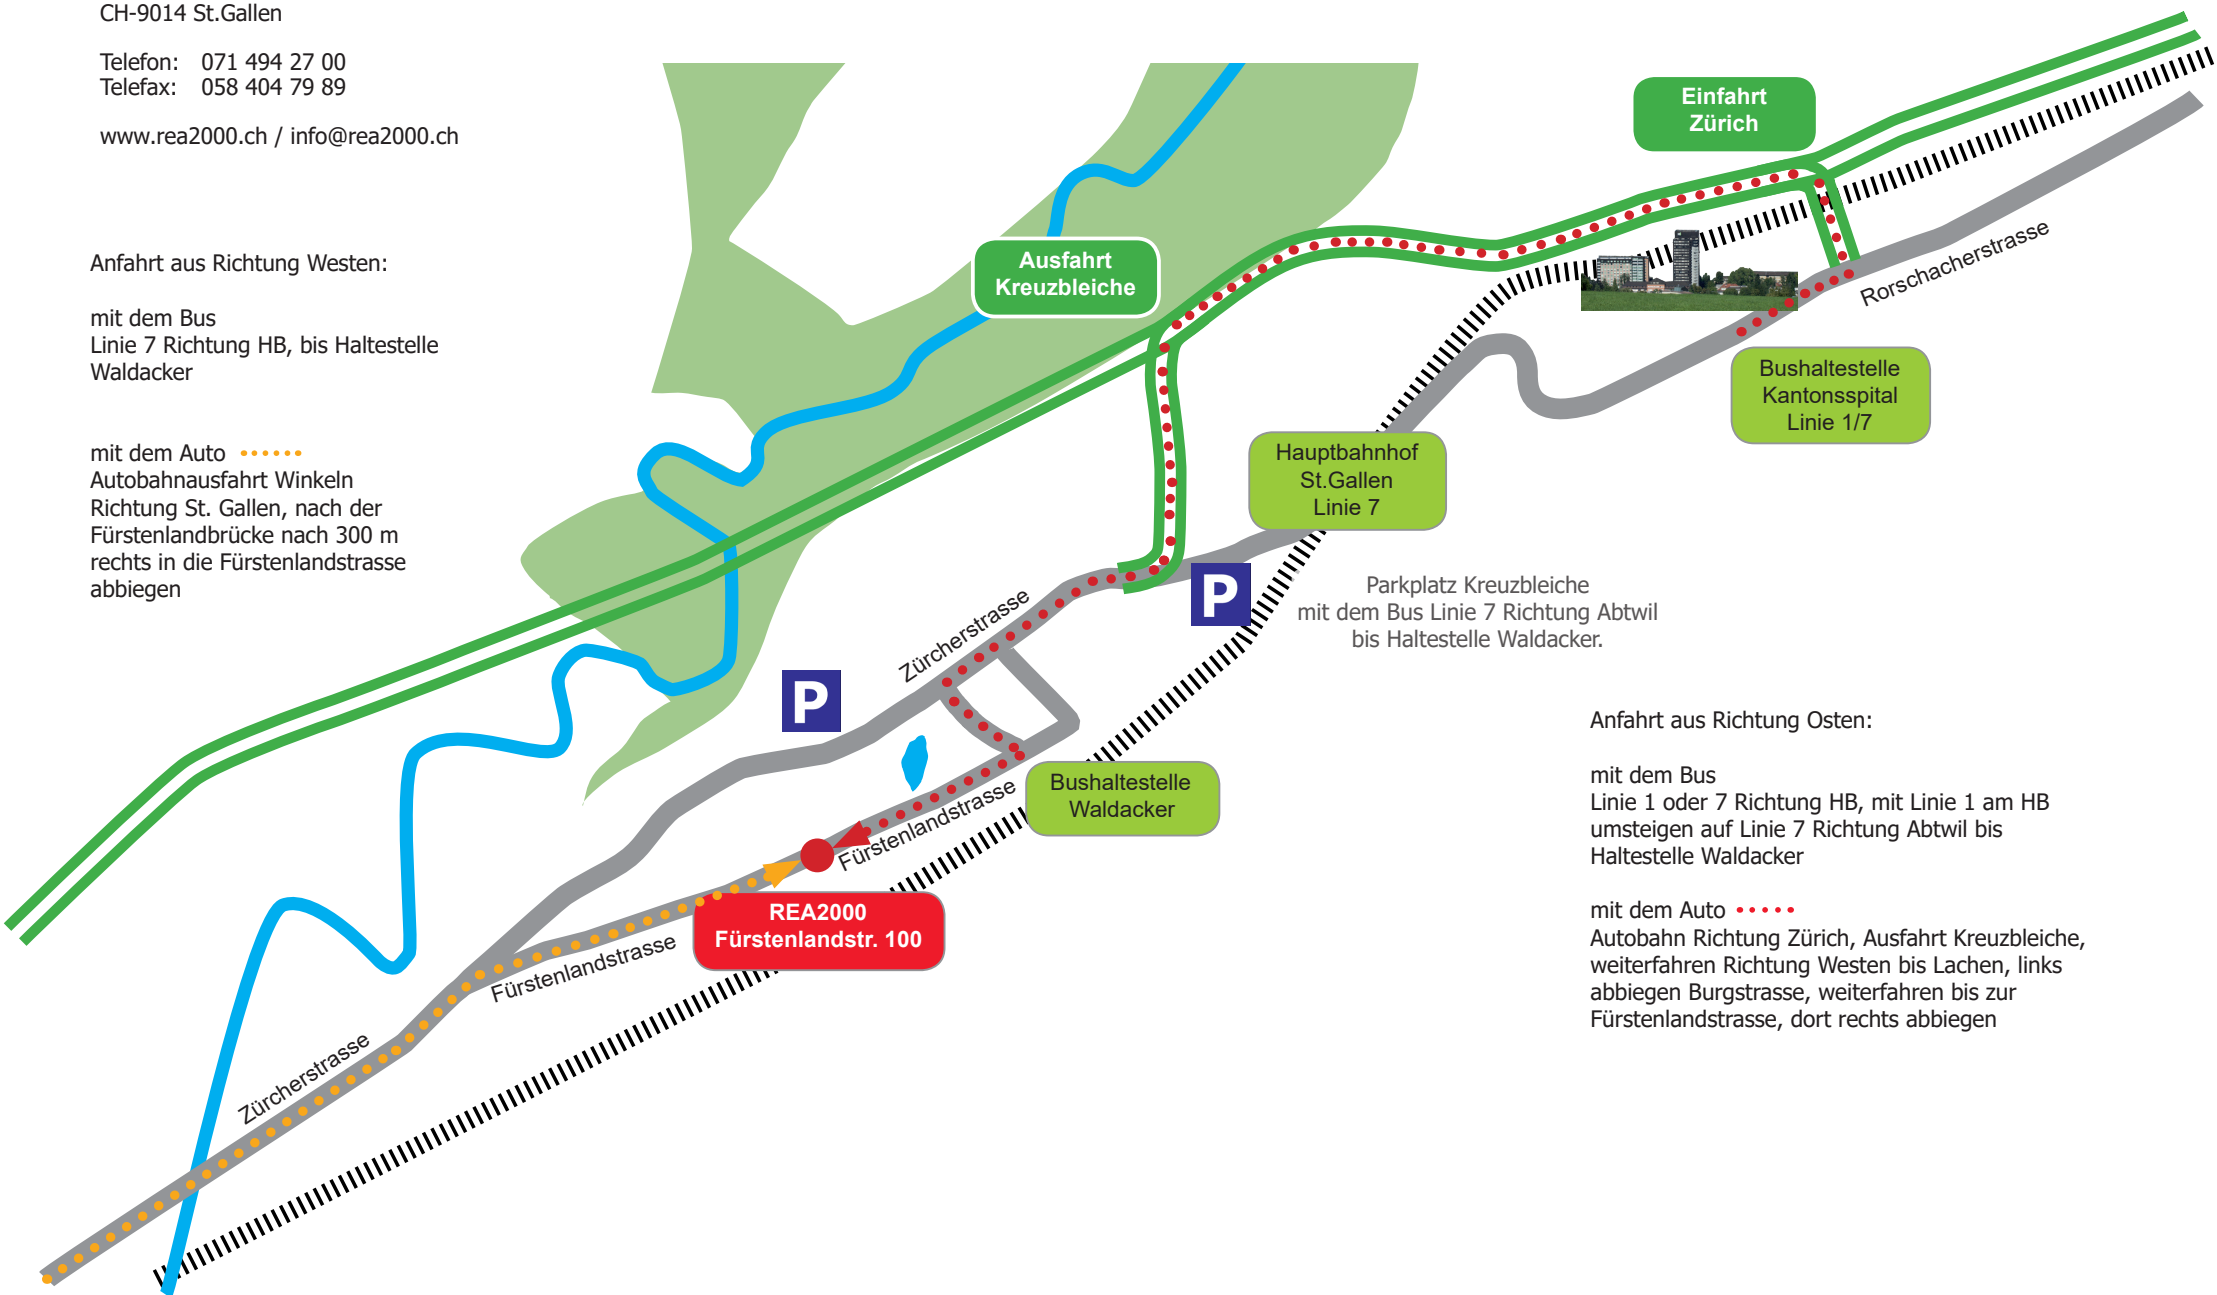 CH-9014 St.Gallen
Telefon: 071 494 27 00
Telefax: 058 404 79 89
www.rea2000.ch / info@rea2000.ch
Anfahrt aus Richtung Westen:
mit dem Bus
Linie 7 Richtung HB, bis Haltestelle
Waldacker
mit dem Auto
Autobahnausfahrt Winkeln
Richtung St. Gallen, nach der
Fürstenlandbrücke nach 300 m
rechts in die Fürstenlandstrasse
abbiegen
Einfahrt
Zürich
Ausfahrt
Kreuzbleiche
Rorschacherstrasse
Bushaltestelle
Kantonsspital
Linie 1/7
Hauptbahnhof
St.Gallen
Linie 7
P
Parkplatz Kreuzbleiche
mit dem Bus Linie 7 Richtung Abtwil
bis Haltestelle Waldacker.
Zürcherstrasse
P
Bushaltestelle
Waldacker
Fürstenlandstrasse
REA2000
Fürstenlandstr. 100
Fürstenlandstrasse
Zürcherstrasse
Anfahrt aus Richtung Osten:
mit dem Bus
Linie 1 oder 7 Richtung HB, mit Linie 1 am HB
umsteigen auf Linie 7 Richtung Abtwil bis
Haltestelle Waldacker
mit dem Auto
Autobahn Richtung Zürich, Ausfahrt Kreuzbleiche,
weiterfahren Richtung Westen bis Lachen, links
abbiegen Burgstrasse, weiterfahren bis zur
Fürstenlandstrasse, dort rechts abbiegen